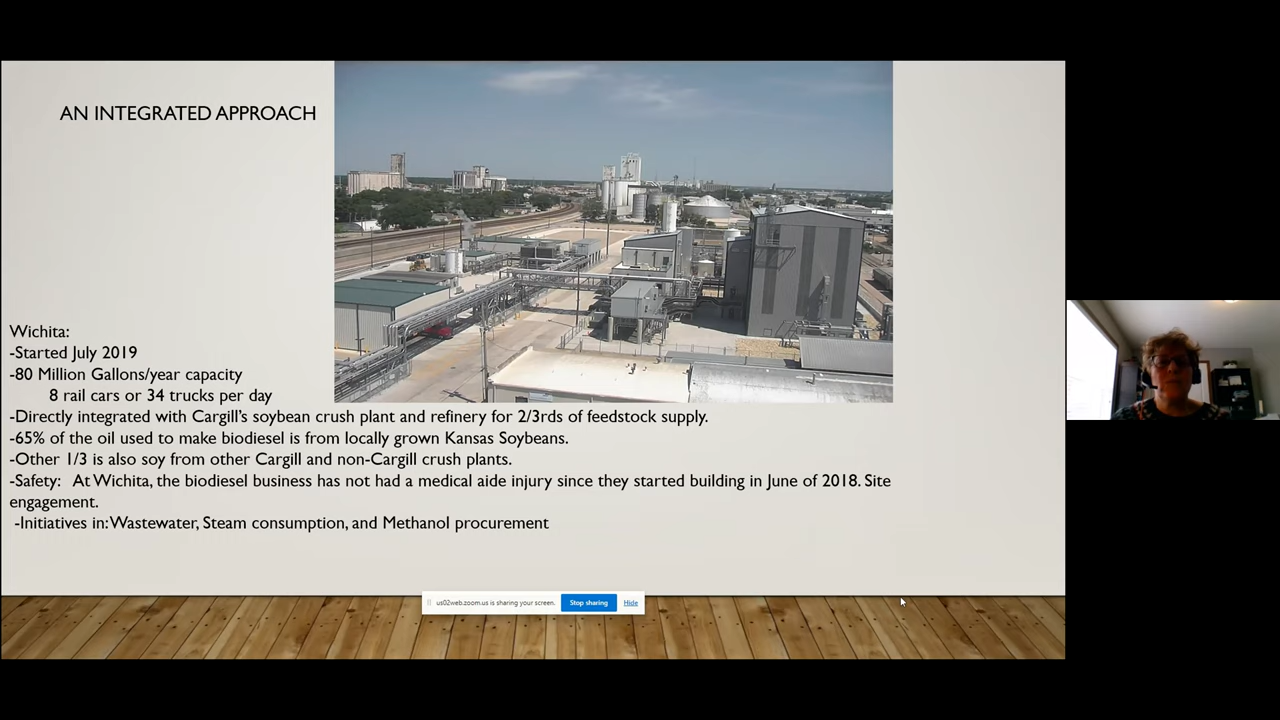 AN INTEGRATED APPROACH
Wichita:
-Started July 2019
-80 Million Gallons/year capacity
8 rail cars or 34 trucks per day
-Directly integrated with Cargill's soybean crush plant and refinery for 2/3rds of feedstock supply.
-65% of the oil used to make biodiesel is from locally grown Kansas Soybeans.
-Other 1/3 is also soy from other Cargill and non-Cargill crush plants.
-Safety: At Wichita, the biodiesel business has not had a medical aide injury since they started building in June of 2018. Site
engagement.
-Initiatives in: Wastewater, Steam consumption, and Methanol procurement
us02web.zoom.us is sharing your screen. Stop sharing Hide